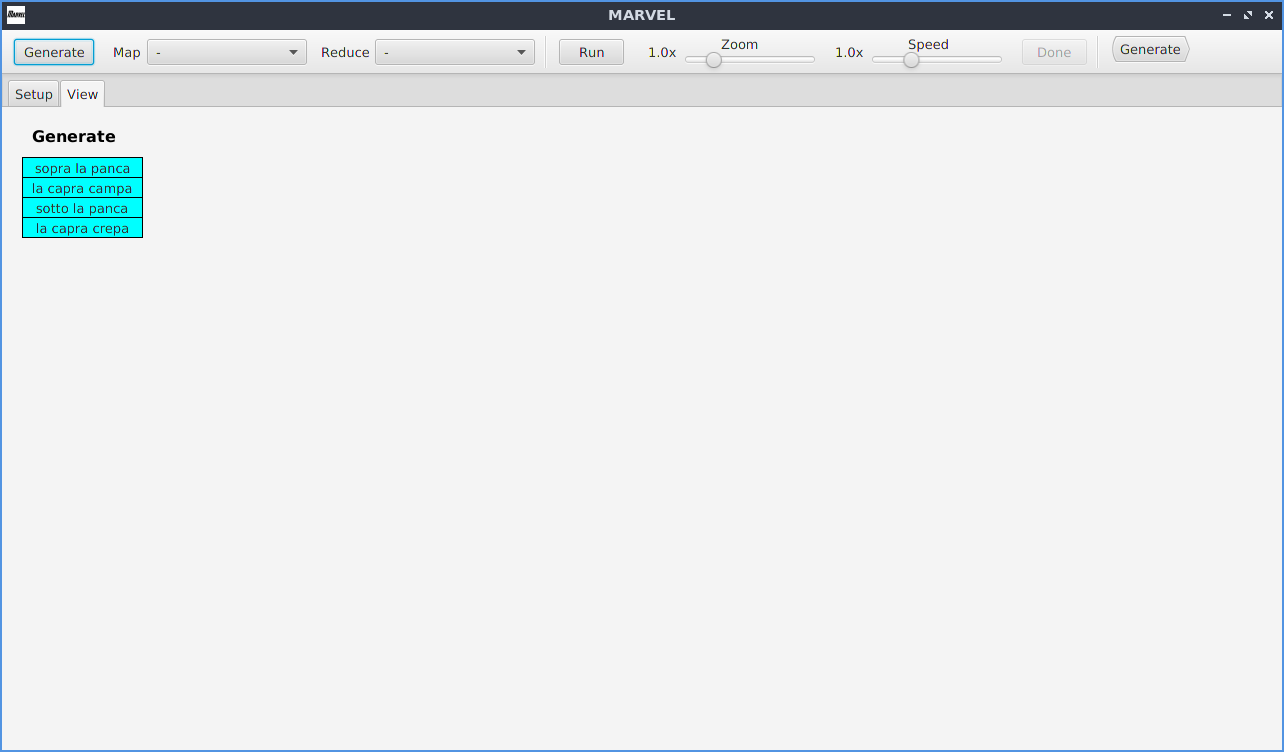 MARVEL
MARVEL
Generate Map - Reduce - Run 1.0x Zoom 1.0x Speed Done Generate
Setup View
Generate
sopra la panca
la capra campa
sotto la panca
la capra crepa